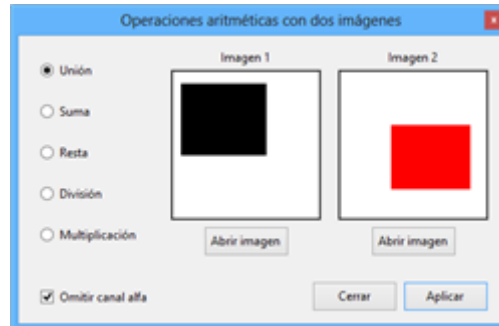 Operaciones aritméticas con dos imágenes
x
Imagen 1
Imagen 2
Unión
Suma
Resta
División
Multiplicación
Abrir imagen
Abrir imagen
Omitir canal alfa
Cerrar
Aplicar